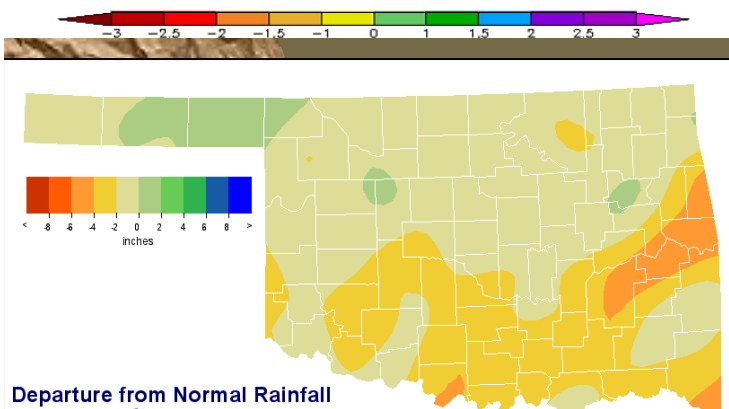 -3 -2.5 -2 -1.5 -1 0 1 1.5 2 2.5 3
< -8 -6 -4 -2 0 2 4 6 8 >
inches
Departure from Normal Rainfall